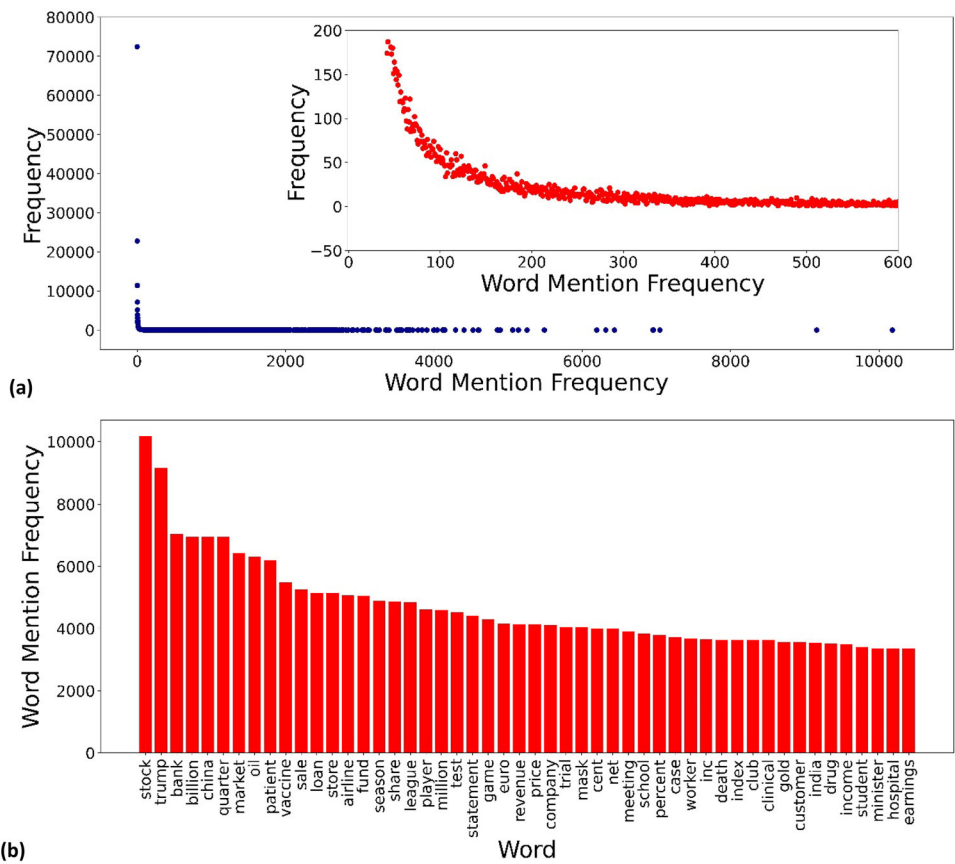 80000
70000
60000
50000
40000
30000
20000
10000
0
Frequency
200
150
100
50
0
−50
Frequency
0 100 200 300 400 500 600
Word Mention Frequency
0 2000 4000 6000 8000 10000
Word Mention Frequency
(a)
10000
8000
6000
4000
2000
0
Word Mention Frequency
stock
trump
bank
billion
china
quarter
market
oil
patient
vaccine
sale
loan
store
airline
fund
season
share
league
player
million
test
statement
game
euro
revenue
price
company
trial
mask
cent
net
meeting
school
percent
case
worker
inc
death
index
club
clinical
gold
customer
india
drug
income
student
minister
hospital
earnings
(b)
Word